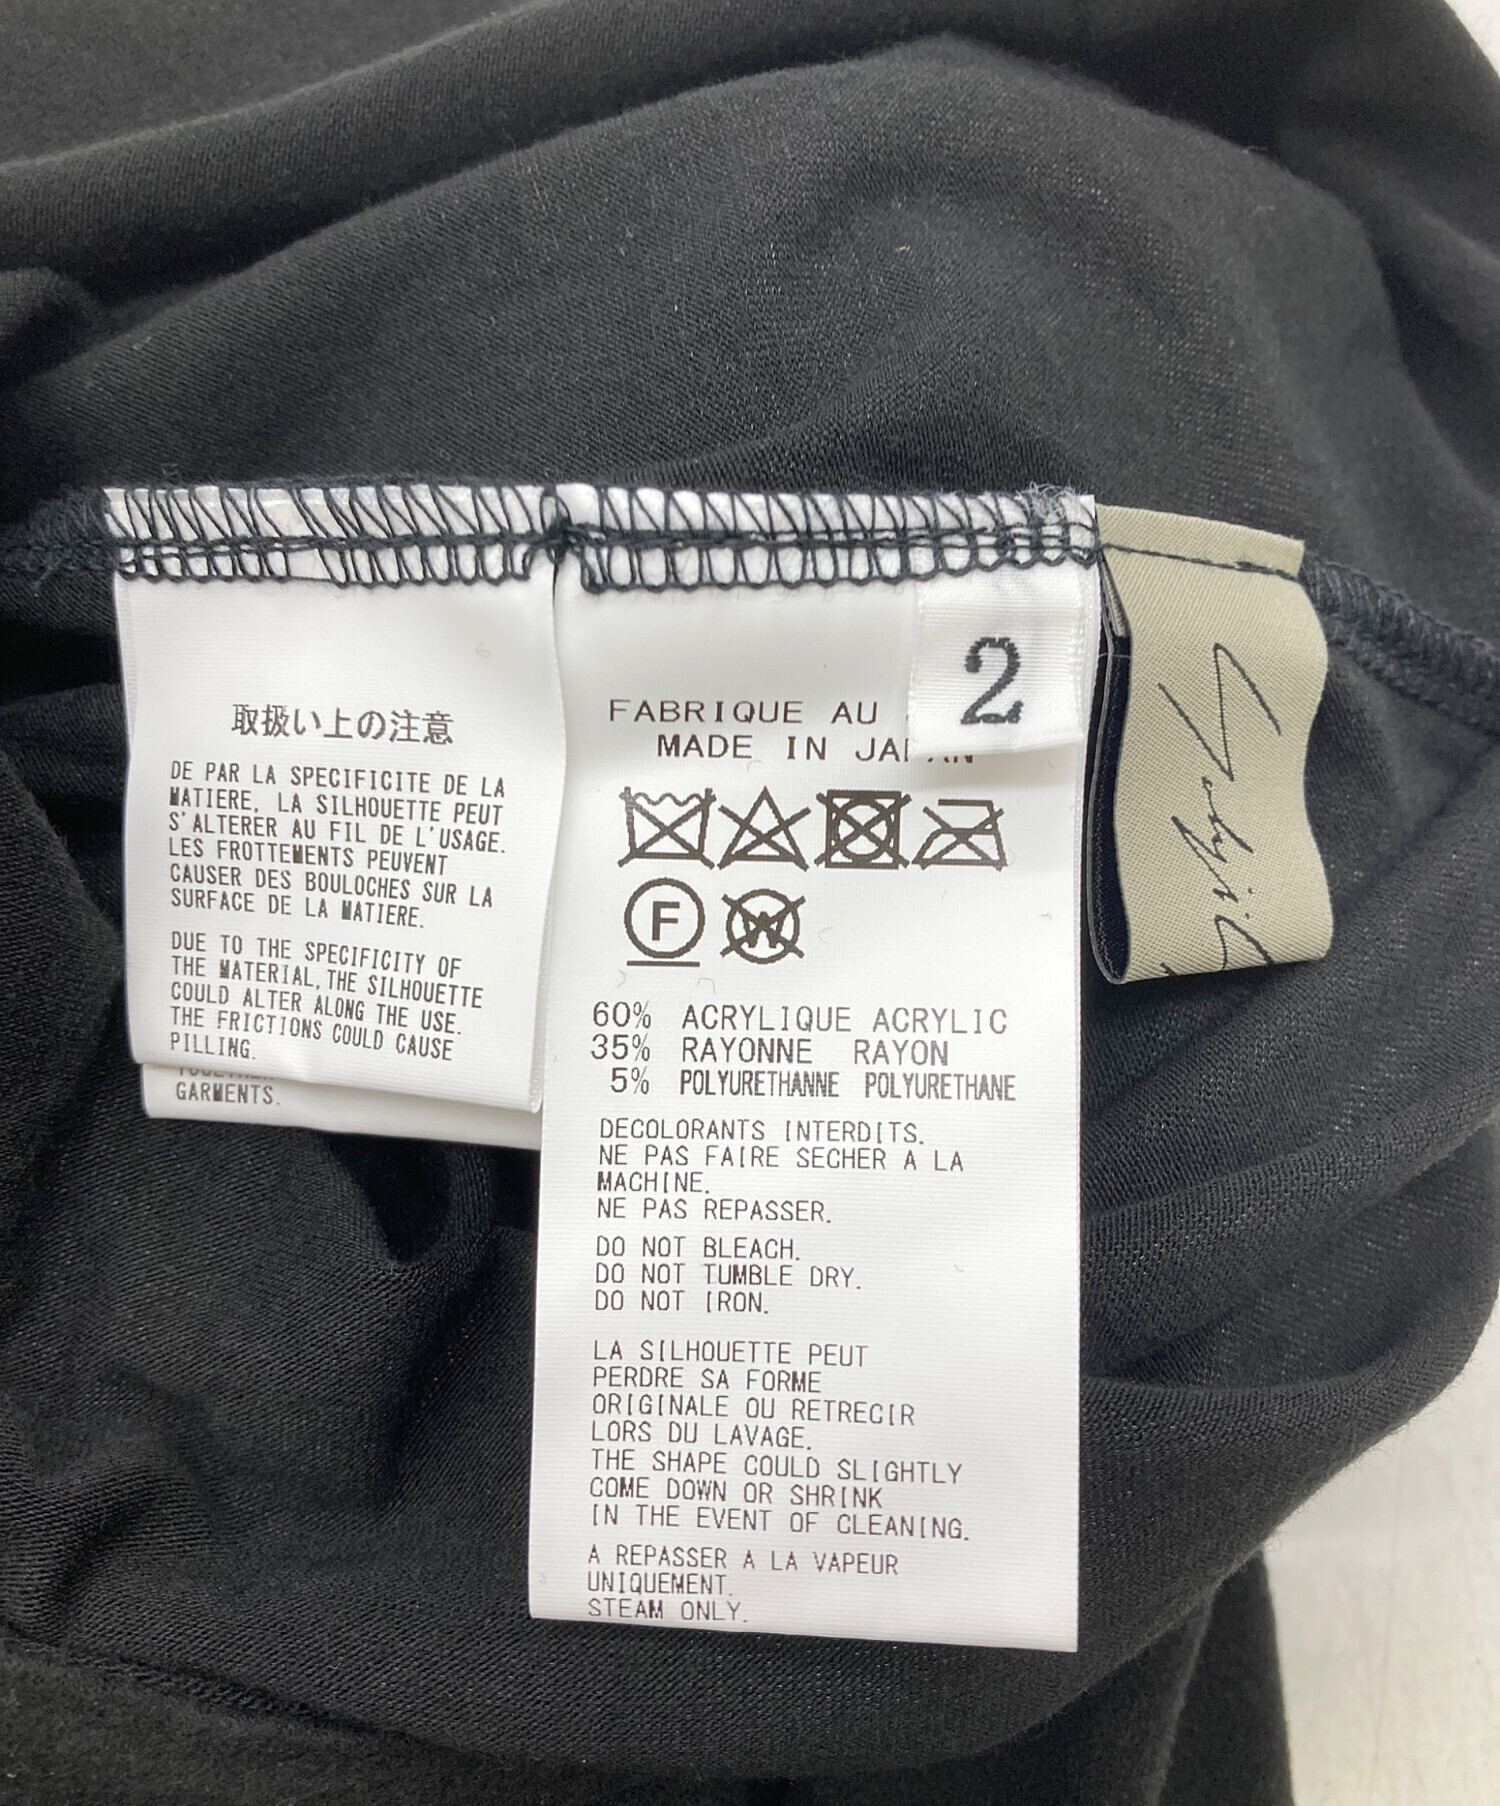 取扱い上の注意
DE PAR LA SPECIFICITE DE LA
MATIERE, LA SILHOUETTE PEUT
S'ALTERER AU FIL DE L'USAGE.
LES FROTTEMENTS PEUVENT
CAUSER DES BOULOCHES SUR LA
SURFACE DE LA MATIERE.
DUE TO THE SPECIFICITY OF
THE MATERIAL, THE SILHOUETTE
COULD ALTER ALONG THE USE.
THE FRICTIONS COULD CAUSE
PILLING.
GARMENTS.
2
FABRIQUE AU
MADE IN JAPAN
F
W
60% ACRYLIQUE ACRYLIC
35% RAYONNE RAYON
5% POLYURETHANNE POLYURETHANE
DECOLORANTS INTERDITS.
NE PAS FAIRE SECHER A LA
MACHINE.
NE PAS REPASSER.
DO NOT BLEACH.
DO NOT TUMBLE DRY.
DO NOT IRON.
LA SILHOUETTE PEUT
PERDRE SA FORME
ORIGINALE OU RETRECIR
LORS DU LAVAGE.
THE SHAPE COULD SLIGHTLY
COME DOWN OR SHRINK
IN THE EVENT OF CLEANING.
A REPASSER A LA VAPEUR
UNIQUEMENT.
STEAM ONLY.
Yohji